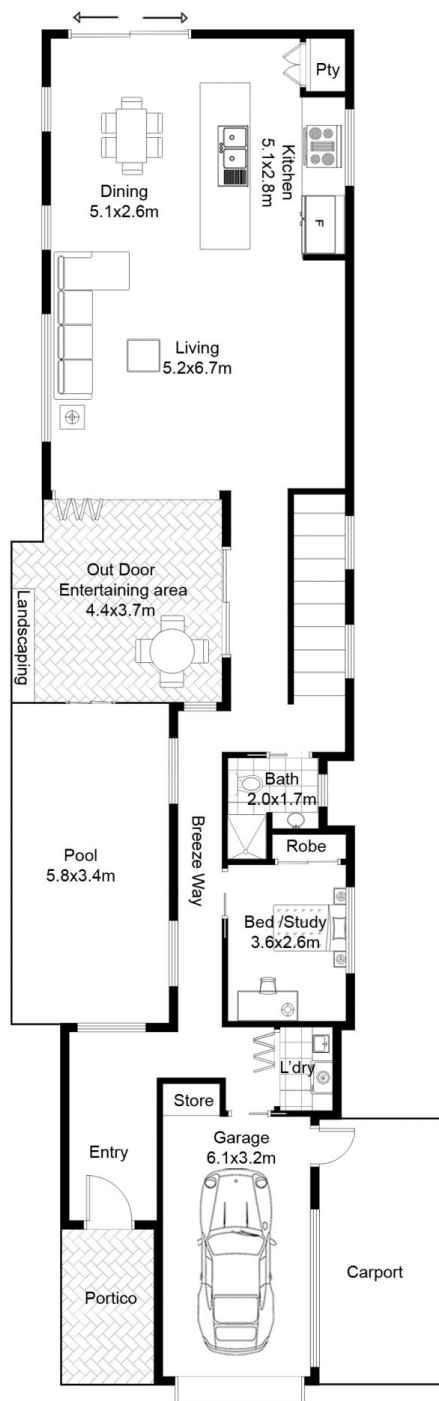 Pty
Kitchen
5.1x2.8m
Dining
5.1x2.6m
F
Living
5.2x6.7m
Out Door
Entertaining area
4.4x3.7m
Landscaping
Bath
2.0x1.7m
Robe
Breeze Way
Pool
5.8x3.4m
Bed /Study
3.6x2.6m
L'dry
Store
Garage
6.1x3.2m
Entry
Carport
Portico